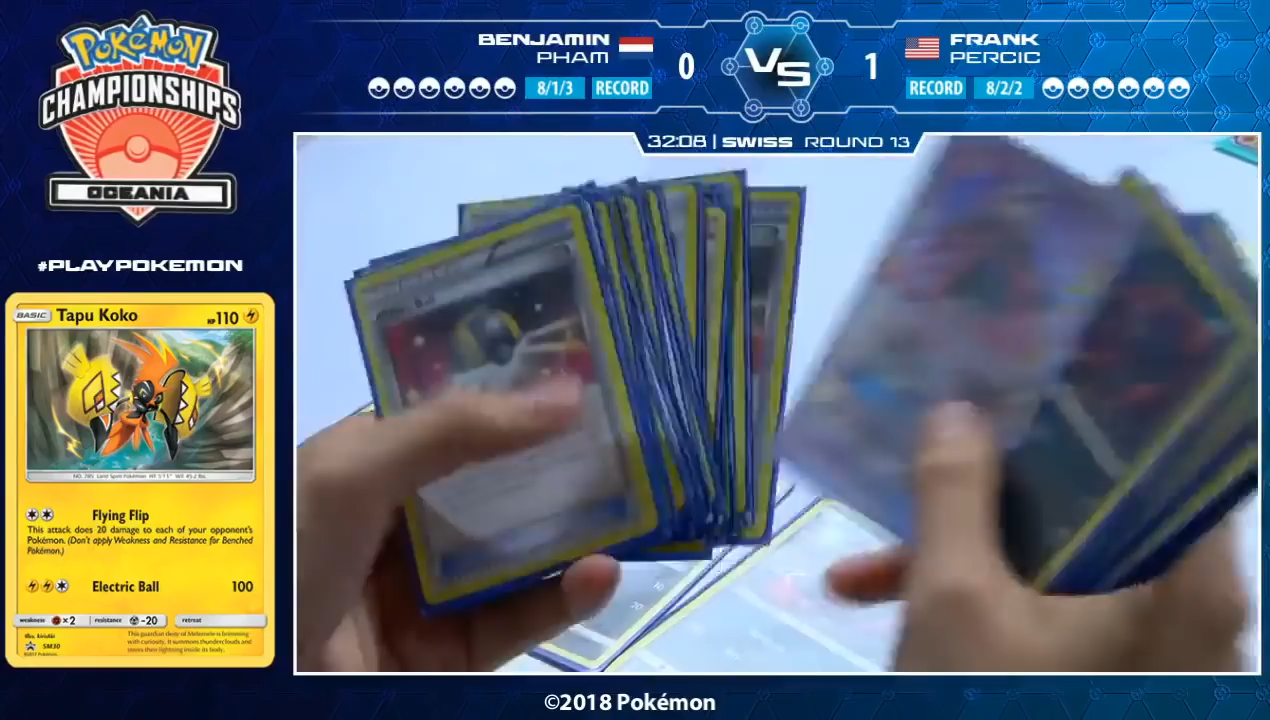 POKÉMON
CHAMPIONSHIPS
OCEANIA
#PLAYPOKEMON
BENJAMIN
PHAM
0
8/1/3
RECORD
VS
1
FRANK
PERCIC
RECORD
8/2/2
32:08 | SWISS ROUND 13
BASIC
Tapu Koko
HP110
Flying Flip
This attack does 20 damage to each of your opponent's
Pokémon. (Don't apply Weakness and Resistance for Benched
Pokémon.)
Electric Ball 100
weakness ×2 resistance -20 retreat
SM30
This guardian deity of Melemele is brimming
with curiosity. It summons thunderclouds and
stores their lightning inside its body.
©2018 Pokémon